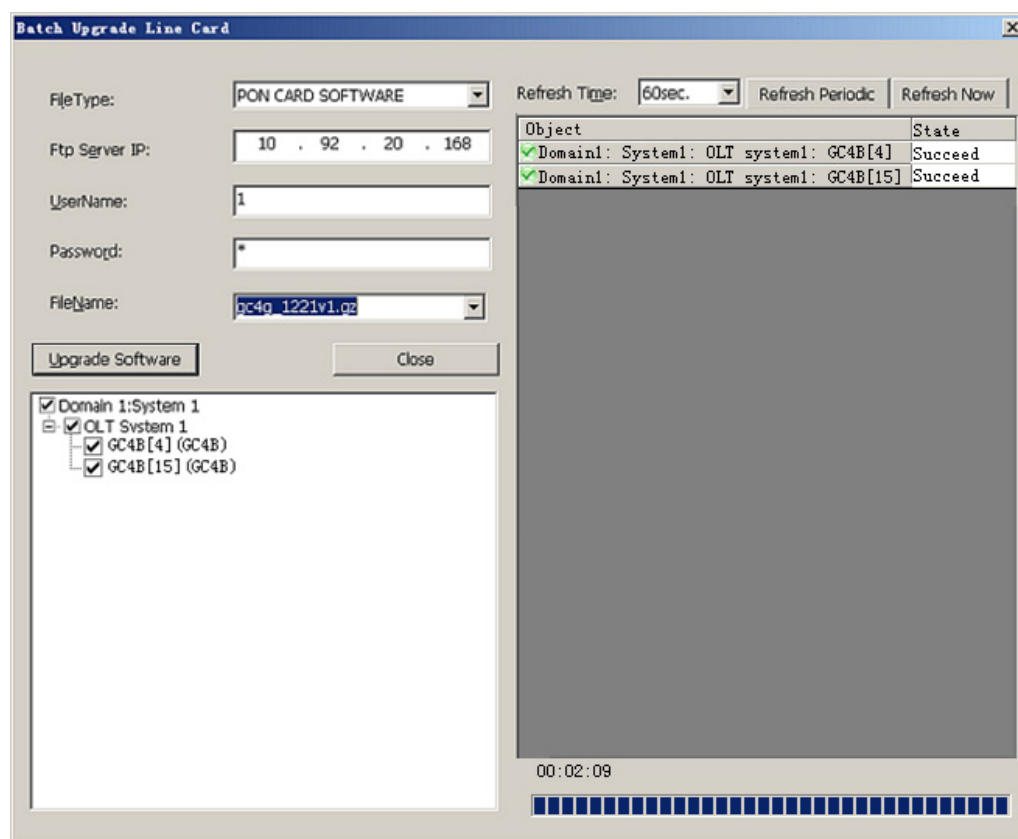 Batch Upgrade Line Card
FileType:
PON CARD SOFTWARE
Ftp Server IP:
10 . 92 . 20 . 168
UserName:
1
Password:
*
FileName:
gc4g_1221v1.gz
Upgrade Software
Close
Domain 1:System 1
OLT System 1
GC4B[4] (GC4B)
GC4B[15] (GC4B)
Refresh Time:
60sec.
Refresh Periodic
Refresh Now
Object State
Domain1: System1: OLT system1: GC4B[4] Succeed
Domain1: System1: OLT system1: GC4B[15] Succeed
00:02:09